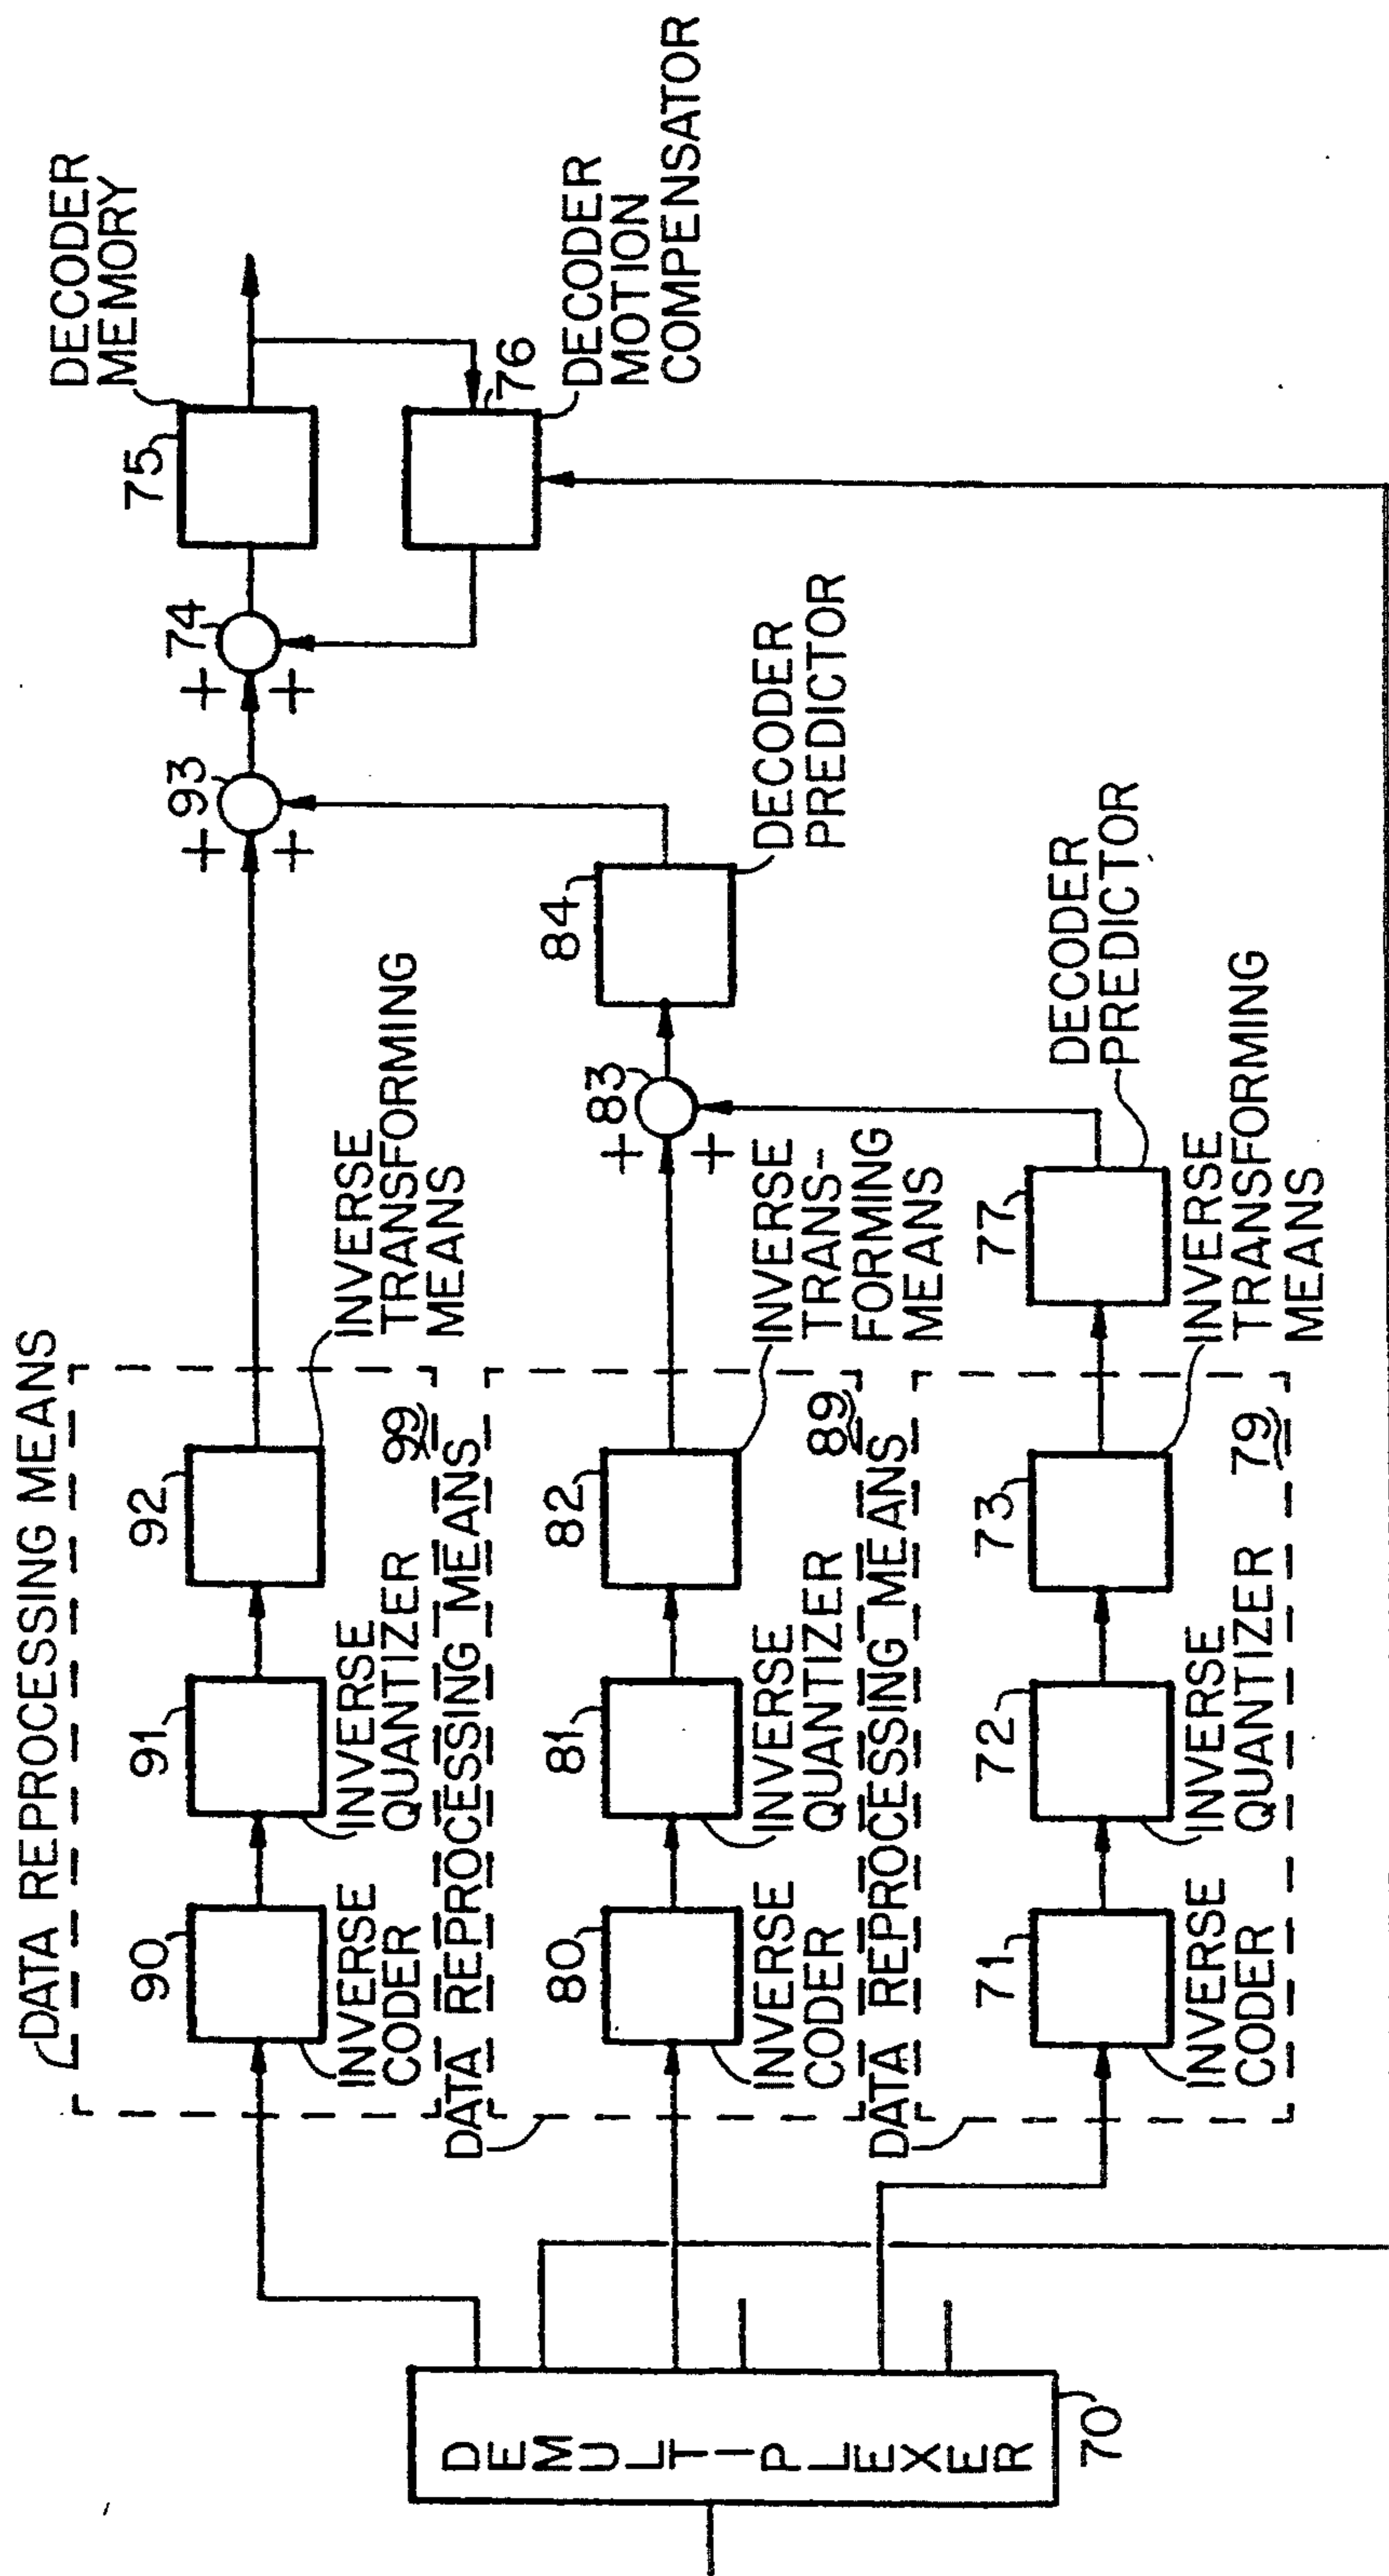 DATA REPROCESSING MEANS
90
91
92
INVERSE
CODER
INVERSE
QUANTIZER
INVERSE
TRANSFORMING
MEANS
99
93
+
+
74
+
+
75
DECODER
MEMORY
76
DECODER
MOTION
COMPENSATOR
DATA REPROCESSING MEANS
80
81
82
INVERSE
CODER
INVERSE
QUANTIZER
INVERSE
TRANS-
FORMING
MEANS
89
83
+
+
84
DECODER
PREDICTOR
DATA REPROCESSING MEANS
71
72
73
INVERSE
CODER
INVERSE
QUANTIZER
INVERSE
TRANSFORMING
MEANS
79
77
DECODER
PREDICTOR
DEMULTIPLEXER
70